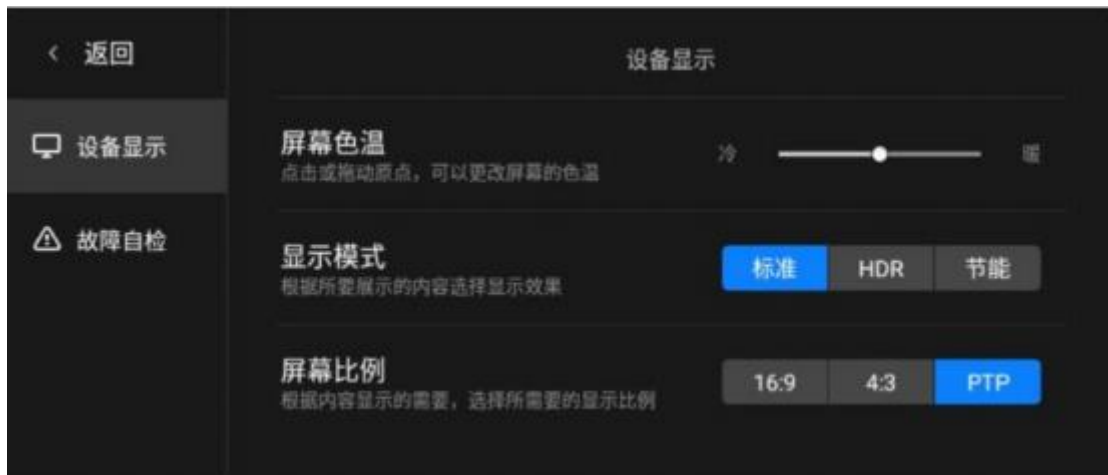 返回
设备显示
设备显示
故障自检
屏幕色温
点击或拖动原点，可以更改屏幕的色温
冷 暖
显示模式
根据所要展示的内容选择显示效果
标准 HDR 节能
屏幕比例
根据内容显示的需要，选择所需要的显示比例
16:9 4:3 PTP